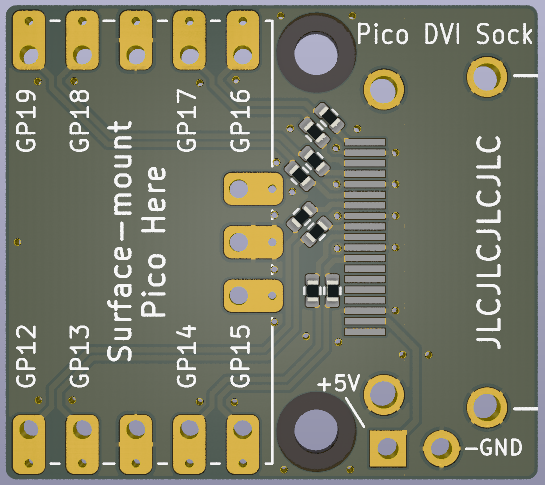 Pico DVI Sock
GP19
GP18
GP17
GP16
Surface-mount
Pico Here
JLCJLCJLCJLC
GP12
GP13
GP14
GP15
+5V
-GND